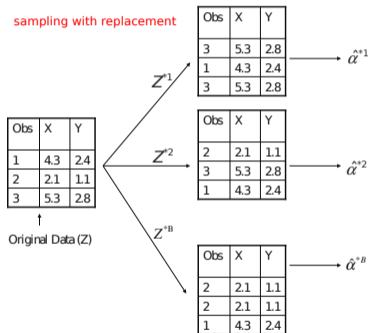 sampling with replacement
Obs X Y
3 5.3 2.8
1 4.3 2.4
3 5.3 2.8
Z*1
α̂*1
Obs X Y
2 2.1 1.1
3 5.3 2.8
1 4.3 2.4
Z*2
α̂*2
Obs X Y
1 4.3 2.4
2 2.1 1.1
3 5.3 2.8
Original Data (Z)
Z*B
α̂*B
Obs X Y
2 2.1 1.1
2 2.1 1.1
1 4.3 2.4